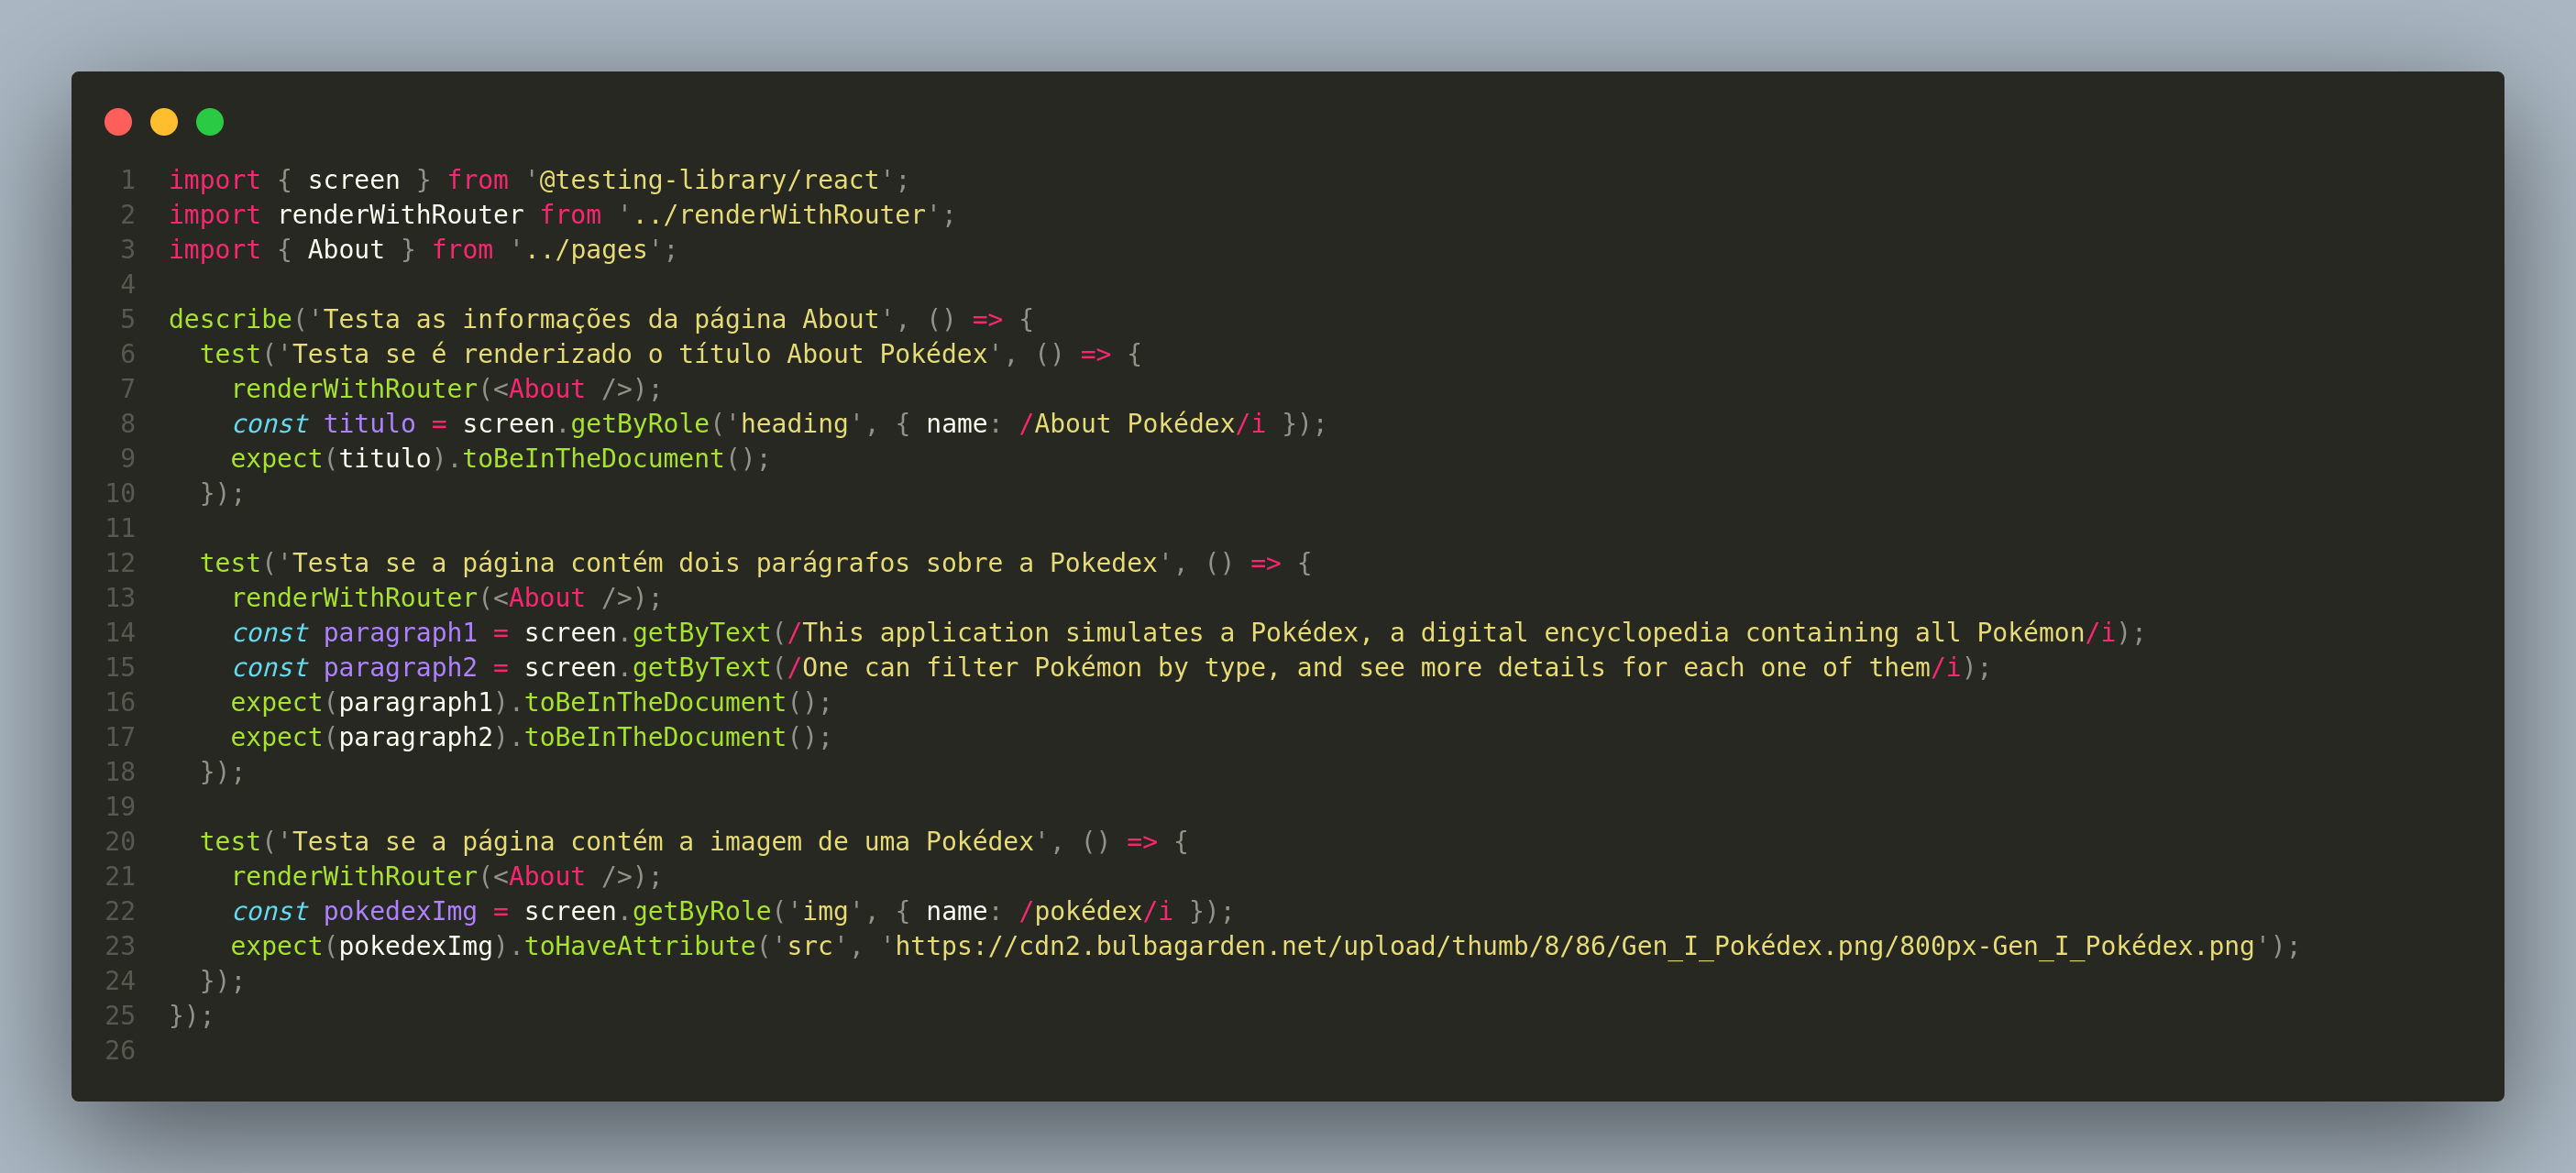 1 import { screen } from '@testing-library/react';
2 import renderWithRouter from '../renderWithRouter';
3 import { About } from '../pages';
4
5 describe('Testa as informações da página About', () => {
6   test('Testa se é renderizado o título About Pokédex', () => {
7     renderWithRouter(<About />);
8     const titulo = screen.getByRole('heading', { name: /About Pokédex/i });
9     expect(titulo).toBeInTheDocument();
10   });
11
12   test('Testa se a página contém dois parágrafos sobre a Pokedex', () => {
13     renderWithRouter(<About />);
14     const paragraph1 = screen.getByText(/This application simulates a Pokédex, a digital encyclopedia containing all Pokémon/i);
15     const paragraph2 = screen.getByText(/One can filter Pokémon by type, and see more details for each one of them/i);
16     expect(paragraph1).toBeInTheDocument();
17     expect(paragraph2).toBeInTheDocument();
18   });
19
20   test('Testa se a página contém a imagem de uma Pokédex', () => {
21     renderWithRouter(<About />);
22     const pokedexImg = screen.getByRole('img', { name: /pokédex/i });
23     expect(pokedexImg).toHaveAttribute('src', 'https://cdn2.bulbagarden.net/upload/thumb/8/86/Gen_I_Pokédex.png/800px-Gen_I_Pokédex.png');
24   });
25 });
26